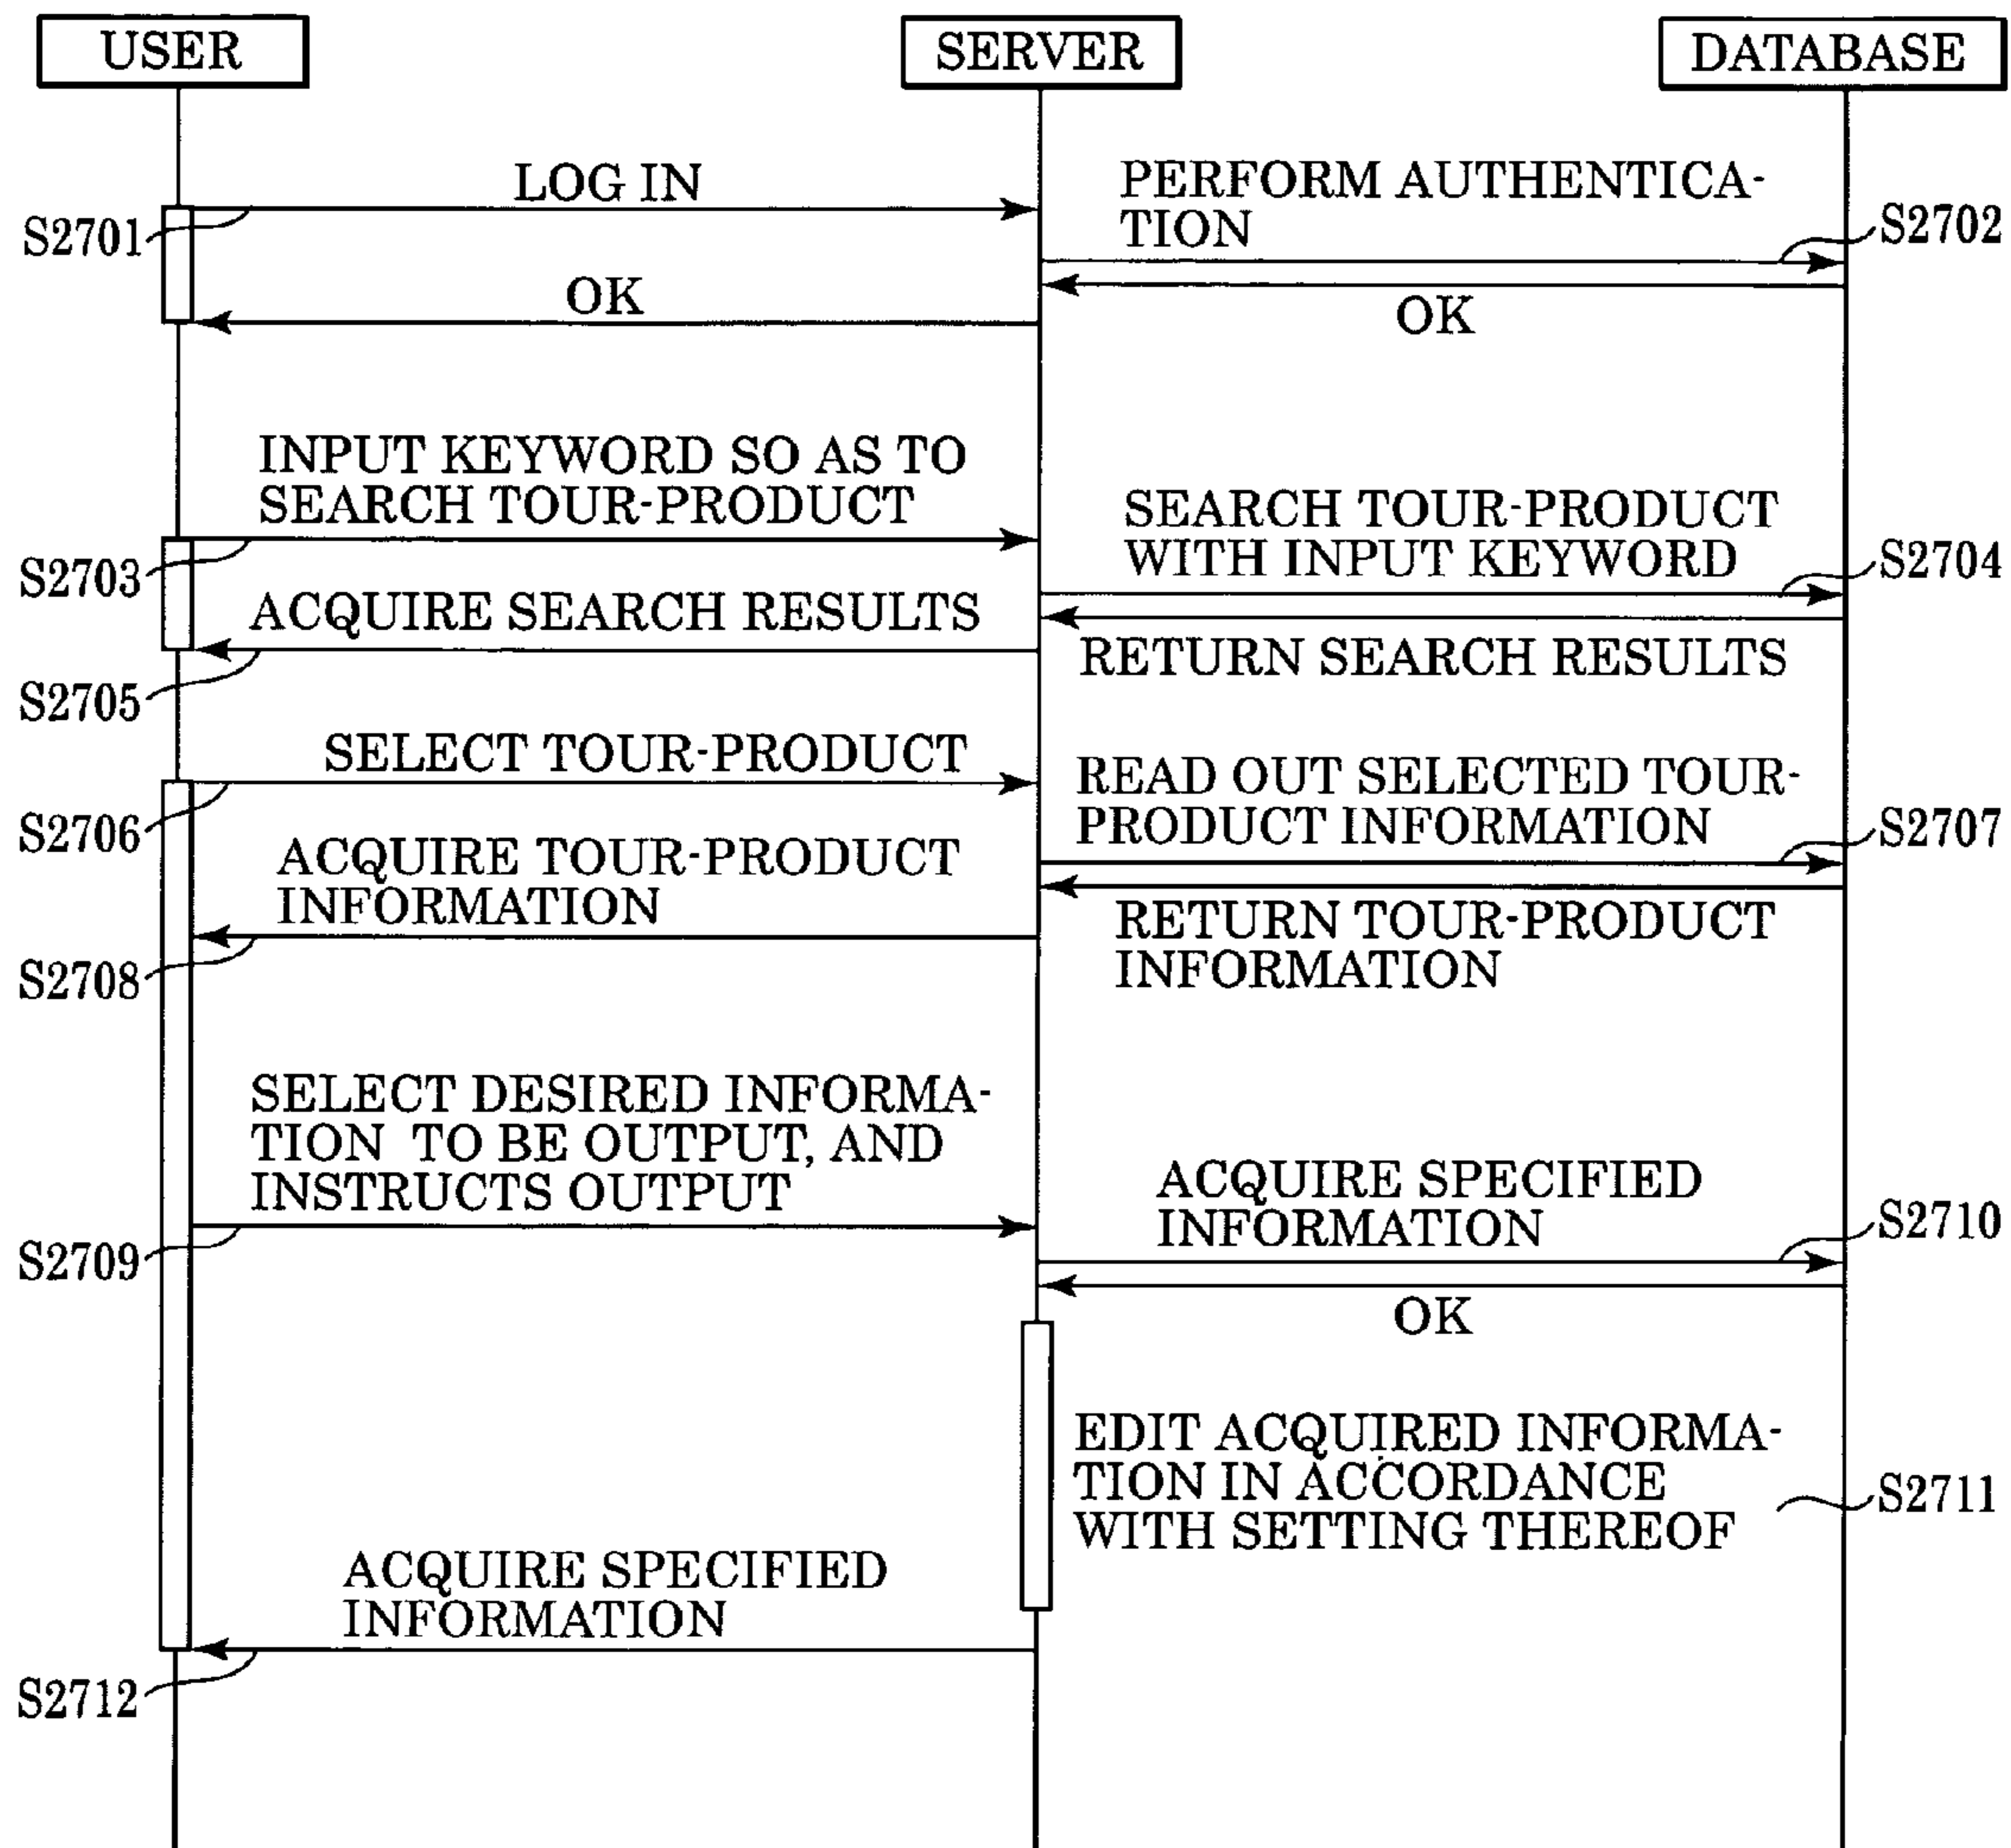 USER
SERVER
DATABASE
LOG IN
PERFORM AUTHENTICA-
TION
S2701
S2702
OK
OK
INPUT KEYWORD SO AS TO
SEARCH TOUR-PRODUCT
SEARCH TOUR-PRODUCT
WITH INPUT KEYWORD
S2703
S2704
ACQUIRE SEARCH RESULTS
RETURN SEARCH RESULTS
S2705
SELECT TOUR-PRODUCT
READ OUT SELECTED TOUR-
PRODUCT INFORMATION
S2706
S2707
ACQUIRE TOUR-PRODUCT
INFORMATION
RETURN TOUR-PRODUCT
INFORMATION
S2708
SELECT DESIRED INFORMA-
TION TO BE OUTPUT, AND
INSTRUCTS OUTPUT
ACQUIRE SPECIFIED
INFORMATION
S2709
S2710
OK
EDIT ACQUIRED INFORMA-
TION IN ACCORDANCE
WITH SETTING THEREOF
S2711
ACQUIRE SPECIFIED
INFORMATION
S2712